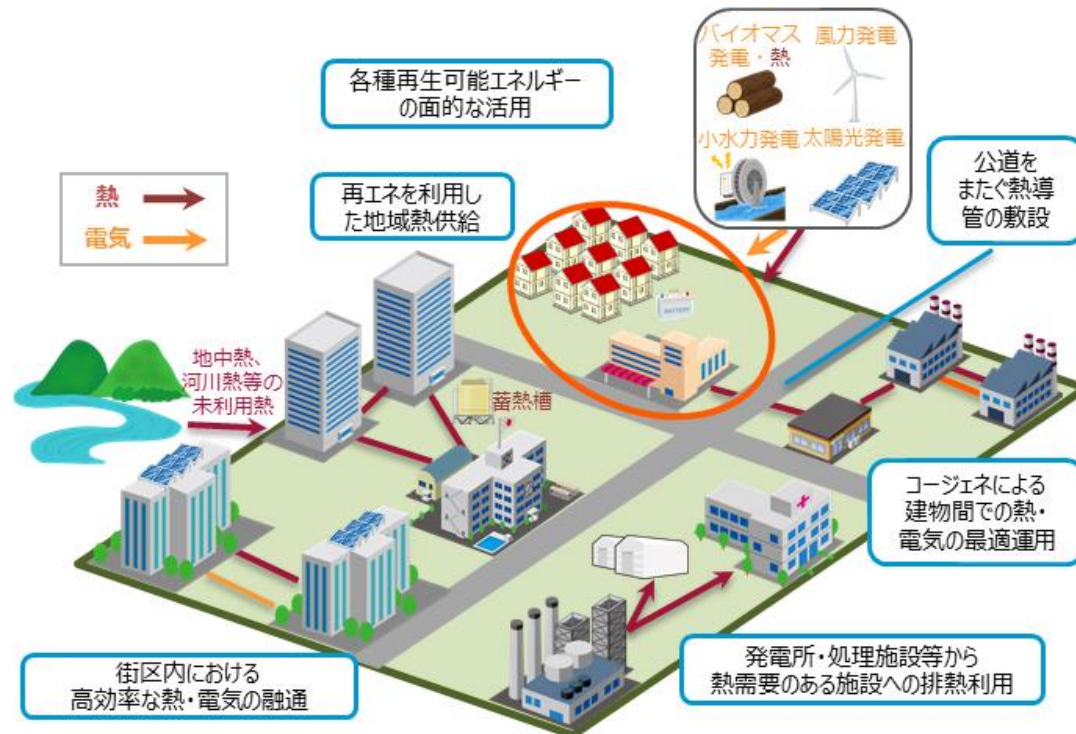 バイオマス
発電・熱
風力発電
小水力発電
太陽光発電
各種再生可能エネルギー
の面的な活用
公道を
またぐ熱導
管の敷設
熱
電気
再エネを利用し
た地域熱供給
BATTERY
地中熱、
河川熱等の
未利用熱
蓄熱槽
コージェネによる
建物間での熱・
電気の最適運用
街区内における
高効率な熱・電気の融通
発電所・処理施設等から
熱需要のある施設への排熱利用